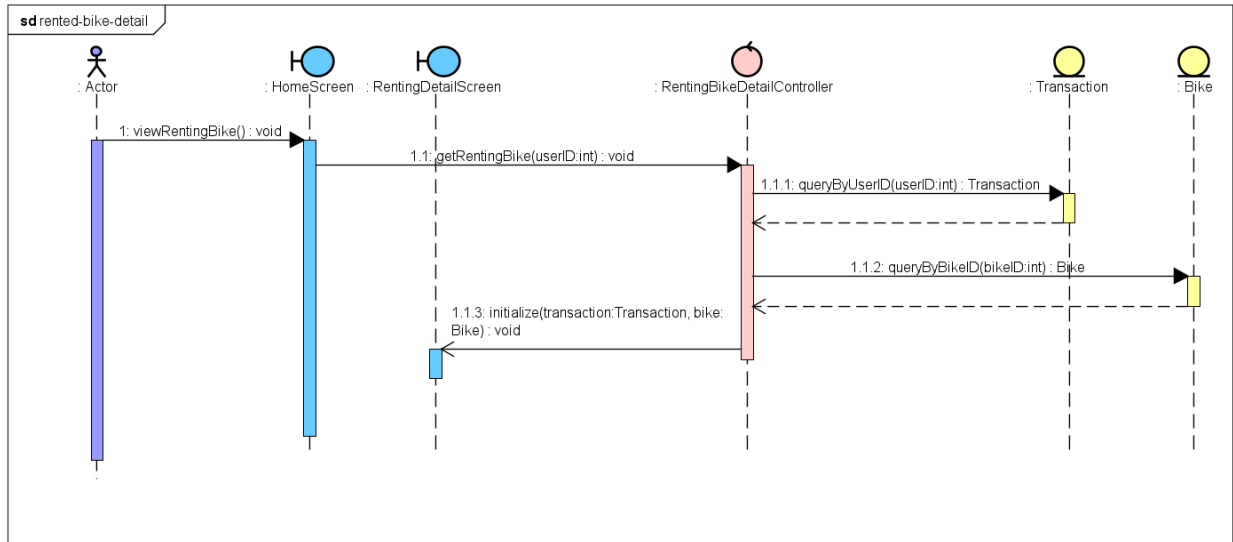 sd rented-bike-detail
: Actor
: HomeScreen
: RentingDetailScreen
: RentingBikeDetailController
: Transaction
: Bike
1: viewRentingBike() : void
1.1: getRentingBike(userID:int) : void
1.1.1: queryByUserID(userID:int) : Transaction
1.1.2: queryByBikeID(bikeID:int) : Bike
1.1.3: initialize(transaction:Transaction, bike:
Bike) : void